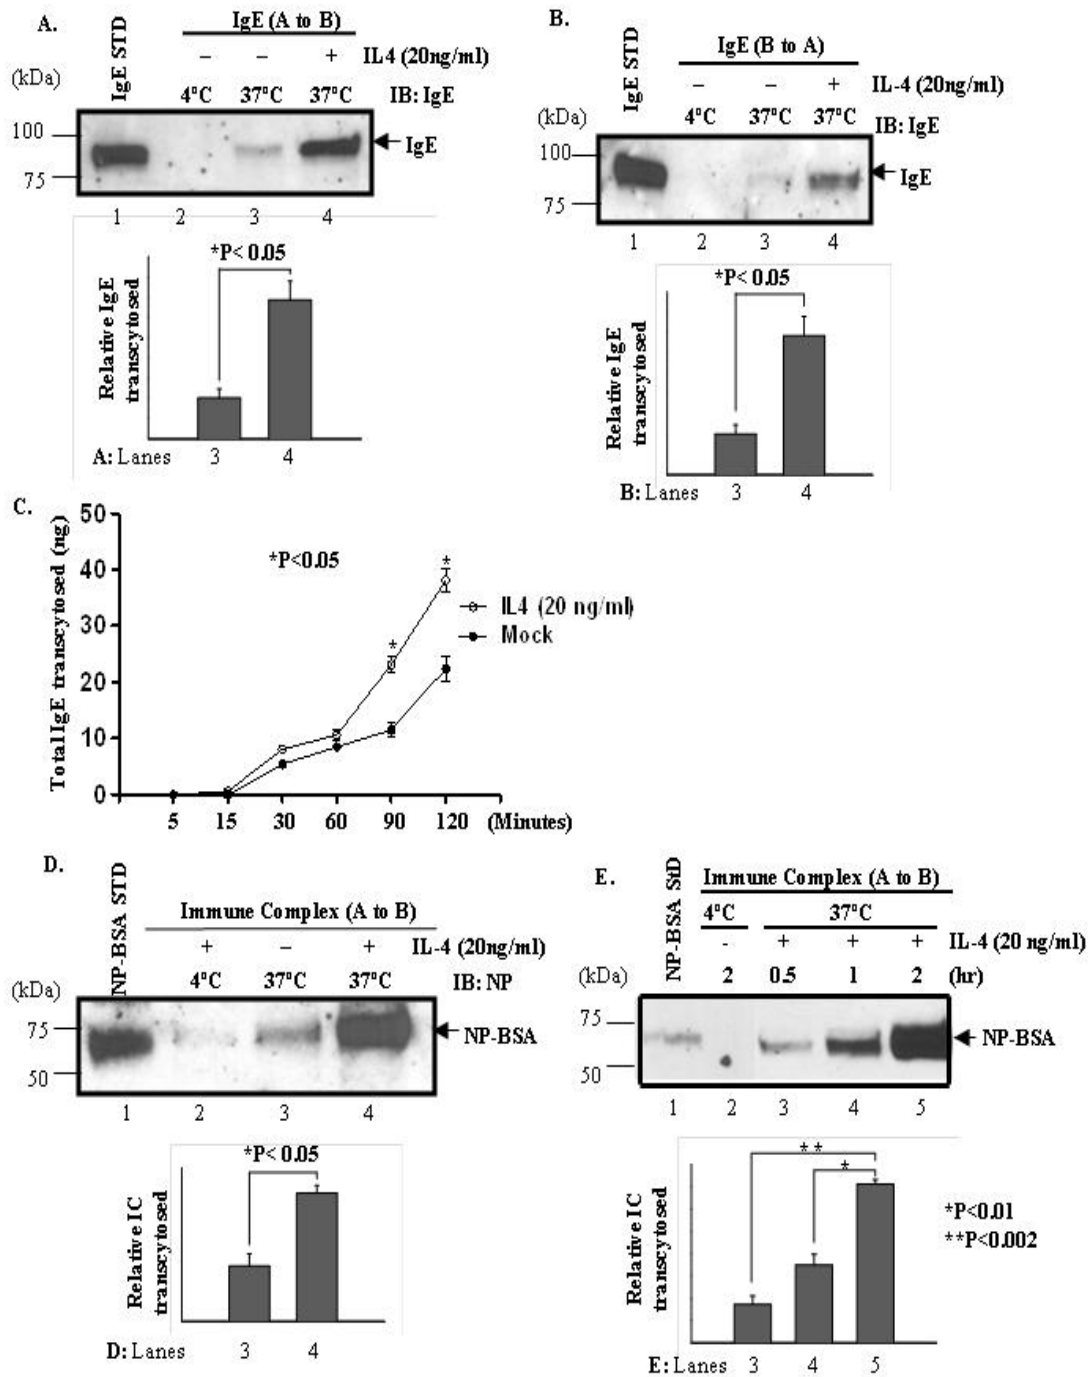 A.
IgE STD
IgE (A to B)
– – + IL4 (20ng/ml)
(kDa)
4°C 37°C 37°C IB: IgE
100
75
IgE
1 2 3 4
*P< 0.05
Relative IgE
transcytosed
A: Lanes 3 4
B.
IgE STD
IgE (B to A)
– – + IL-4 (20ng/ml)
(kDa)
4°C 37°C 37°C IB: IgE
100
75
IgE
1 2 3 4
*P< 0.05
Relative IgE
transcytosed
B: Lanes 3 4
C.
Total IgE transcytosed (ng)
50
40
30
20
10
0
*P<0.05
*
*
IL4 (20 ng/ml)
Mock
5 15 30 60 90 120 (Minutes)
D.
NP-BSA STD
Immune Complex (A to B)
+ – + IL-4 (20ng/ml)
(kDa)
4°C 37°C 37°C IB: NP
75
50
NP-BSA
1 2 3 4
*P< 0.05
Relative IC
transcytosed
D: Lanes 3 4
E.
NP-BSA StD
Immune Complex (A to B)
4°C 37°C
- + + + IL-4 (20 ng/ml)
(kDa)
2 0.5 1 2 (hr)
75
50
NP-BSA
1 2 3 4 5
**
*
*P<0.01
**P<0.002
Relative IC
transcytosed
E: Lanes 3 4 5